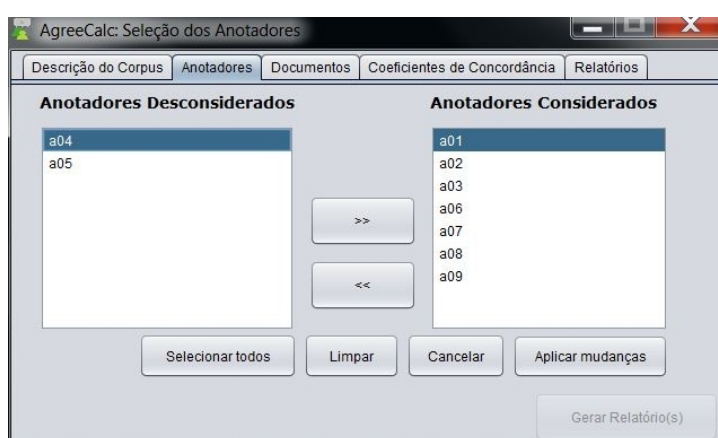 AgreeCalc: Seleção dos Anotadores
Descrição do Corpus Anotadores Documentos Coeficientes de Concordância Relatórios
Anotadores Desconsiderados
a04
a05
>>
<<
Anotadores Considerados
a01
a02
a03
a06
a07
a08
a09
Selecionar todos Limpar Cancelar Aplicar mudanças
Gerar Relatório(s)